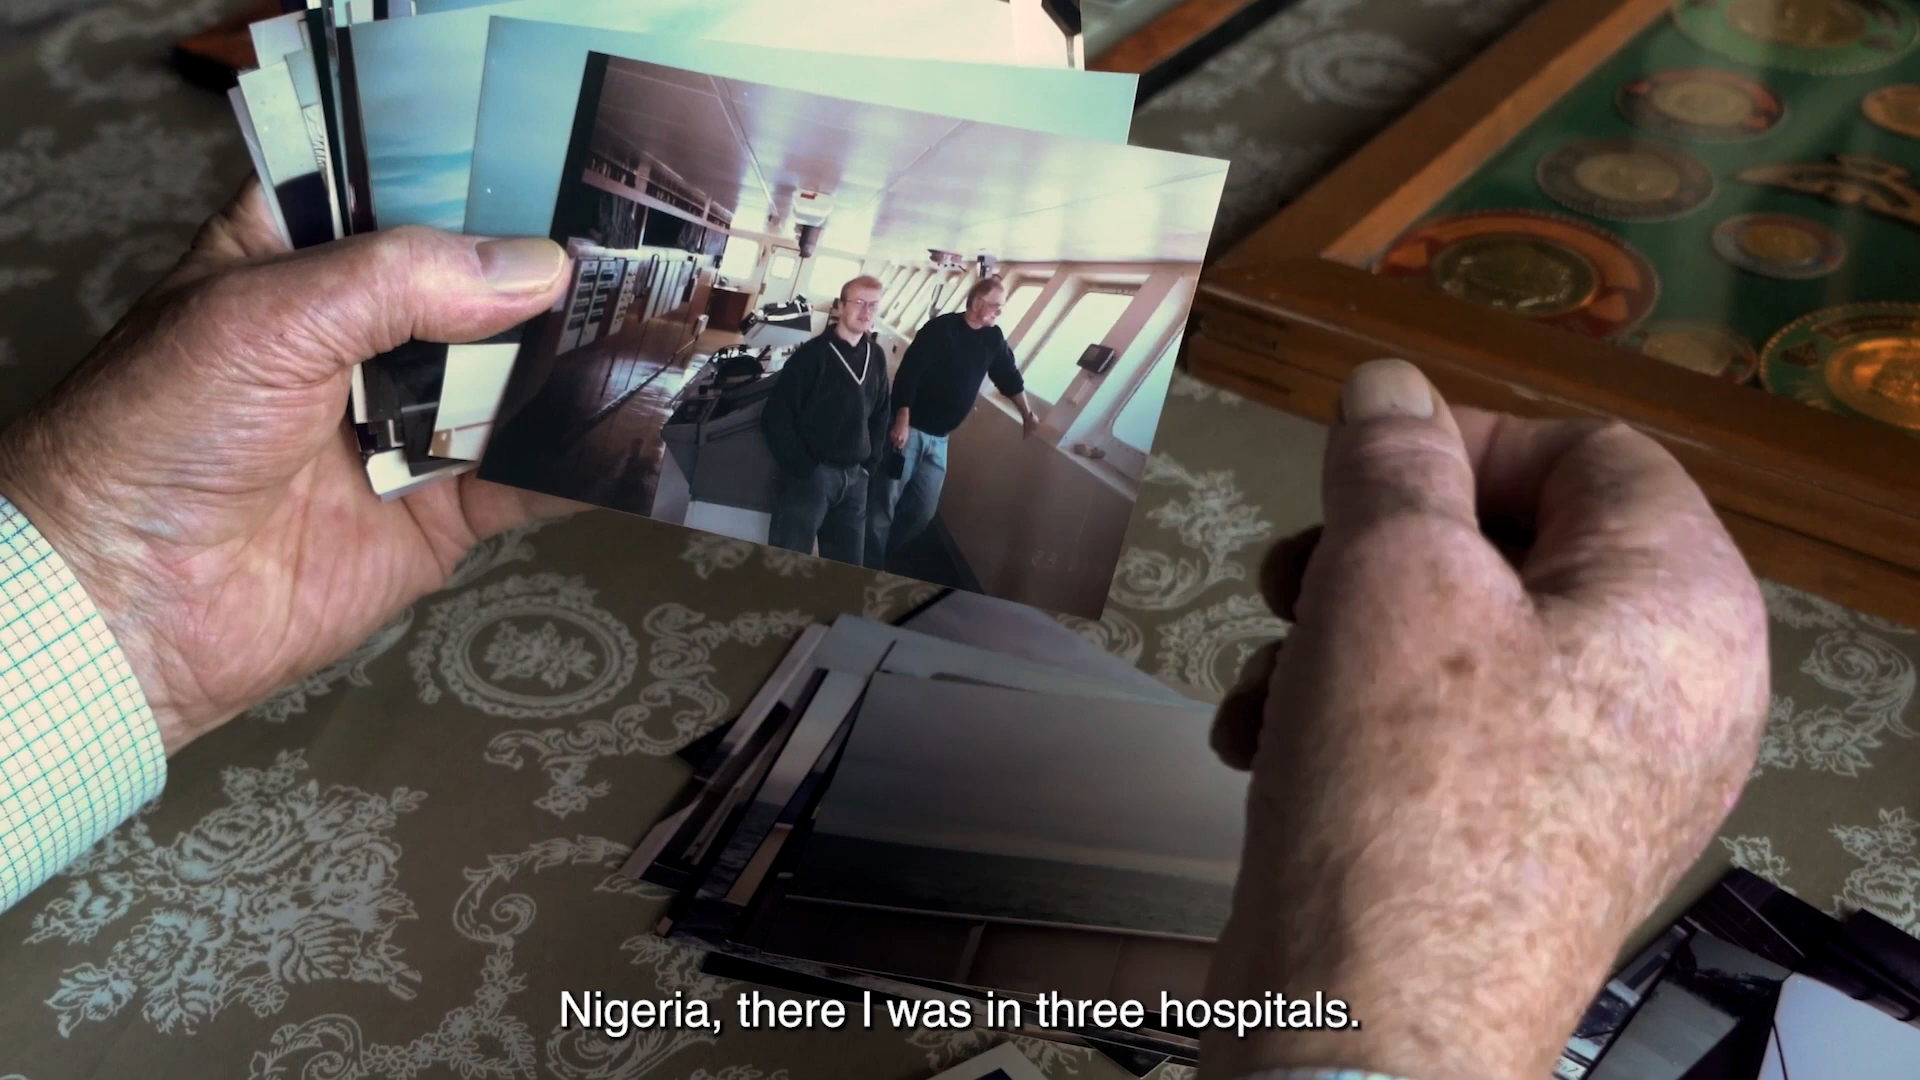 Nigeria, there I was in three hospitals.